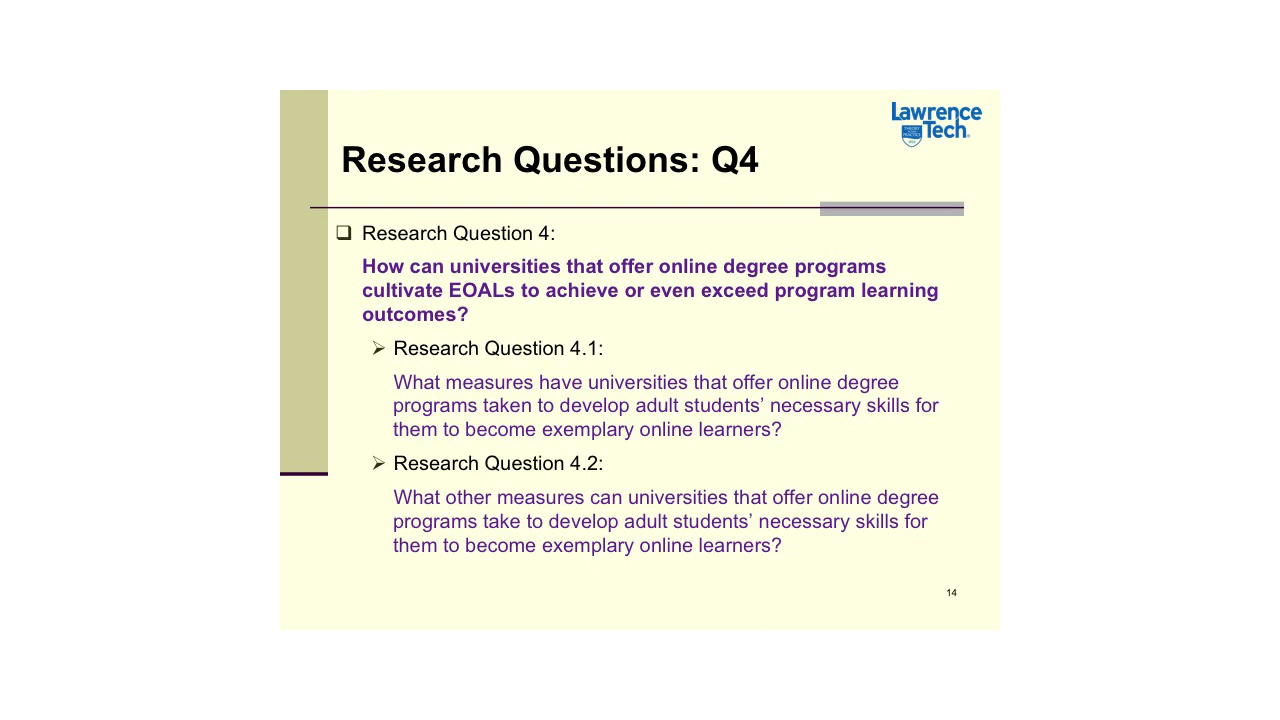 Lawrence
Tech
THEORY
AND
PRACTICE
Research Questions: Q4
❑ Research Question 4:
How can universities that offer online degree programs
cultivate EOALs to achieve or even exceed program learning
outcomes?
➢ Research Question 4.1:
What measures have universities that offer online degree
programs taken to develop adult students’ necessary skills for
them to become exemplary online learners?
➢ Research Question 4.2:
What other measures can universities that offer online degree
programs take to develop adult students’ necessary skills for
them to become exemplary online learners?
14